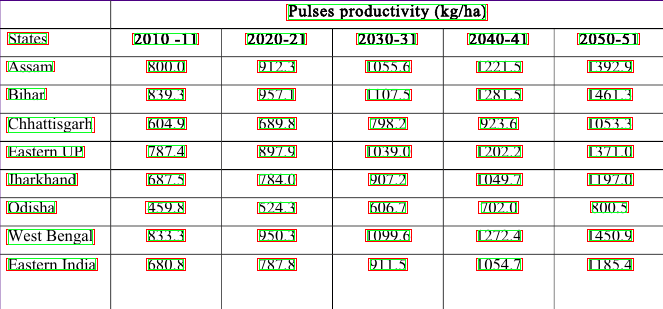 Pulses productivity (kg/ha)
States 2010 -11 2020-21 2030-31 2040-41 2050-51
Assam 800.0 912.3 1055.6 1221.5 1392.9
Bihar 839.3 957.1 1107.5 1281.5 1461.3
Chhattisgarh 604.9 689.8 798.2 923.6 1053.3
Eastern UP 787.4 897.9 1039.0 1202.2 1371.0
Jharkhand 687.5 784.0 907.2 1049.7 1197.0
Odisha 459.8 524.3 606.7 702.0 800.5
West Bengal 833.3 950.3 1099.6 1272.4 1450.9
Eastern India 680.8 787.8 911.5 1054.7 1185.4